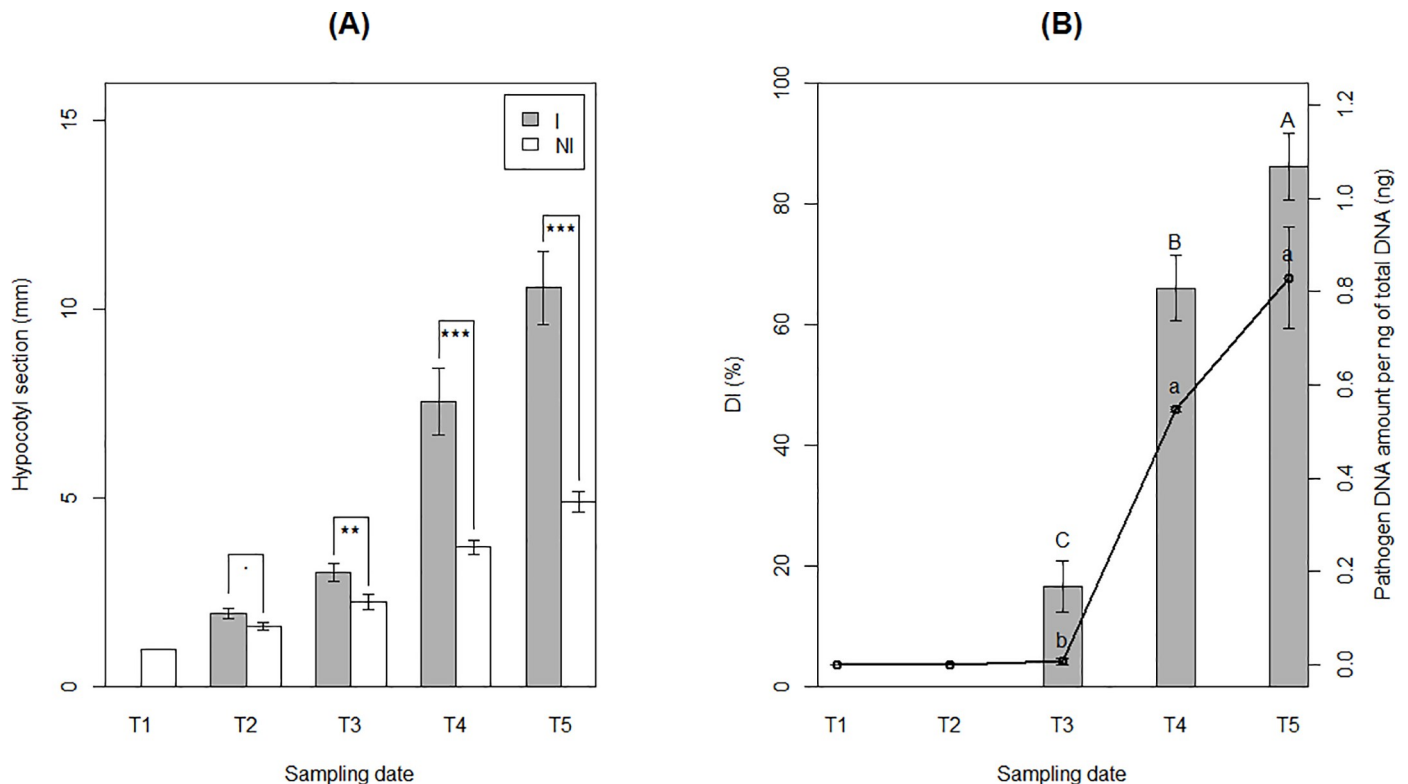 (A)
Hypocotyl section (mm)
15
10
5
0
I
NI
.
**
***
***
T1 T2 T3 T4 T5
Sampling date
(B)
DI (%)
100
80
60
40
20
0
C
B
A
b
a
a
1.2
1.0
0.8
0.6
0.4
0.2
0.0
Pathogen DNA amount per ng of total DNA (ng)
T1 T2 T3 T4 T5
Sampling date